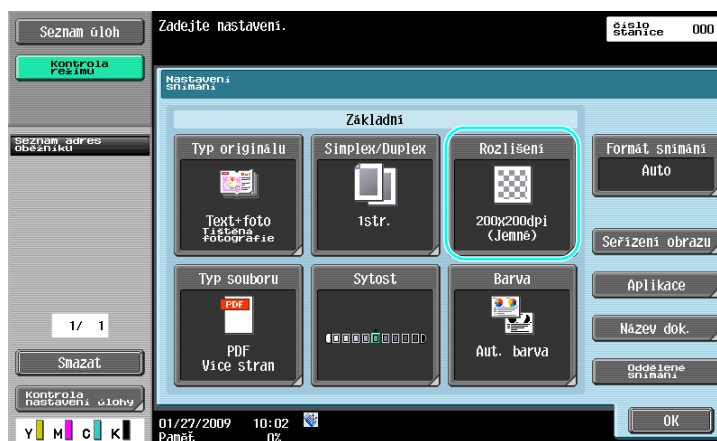 Seznam úloh
Zadejte nastavení.
číslo
stanice
000
Kontrola
režimu
Nastavení
snímání
Základní
Seznam adres
oběžníku
Typ originálu
Simplex/Duplex
Rozlišení
Formát snímání
Auto
Text+foto
Tištěná
fotografie
1str.
200x200dpi
(Jemné)
Seřízení obrazu
Typ souboru
Sytost
Barva
Aplikace
PDF
1/ 1
Název dok.
PDF
Více stran
Aut. barva
Smazat
Oddělené
snímání
Kontrola
nastavení úlohy
01/27/2009 10:02
OK
Y M C K
Paměť 0%